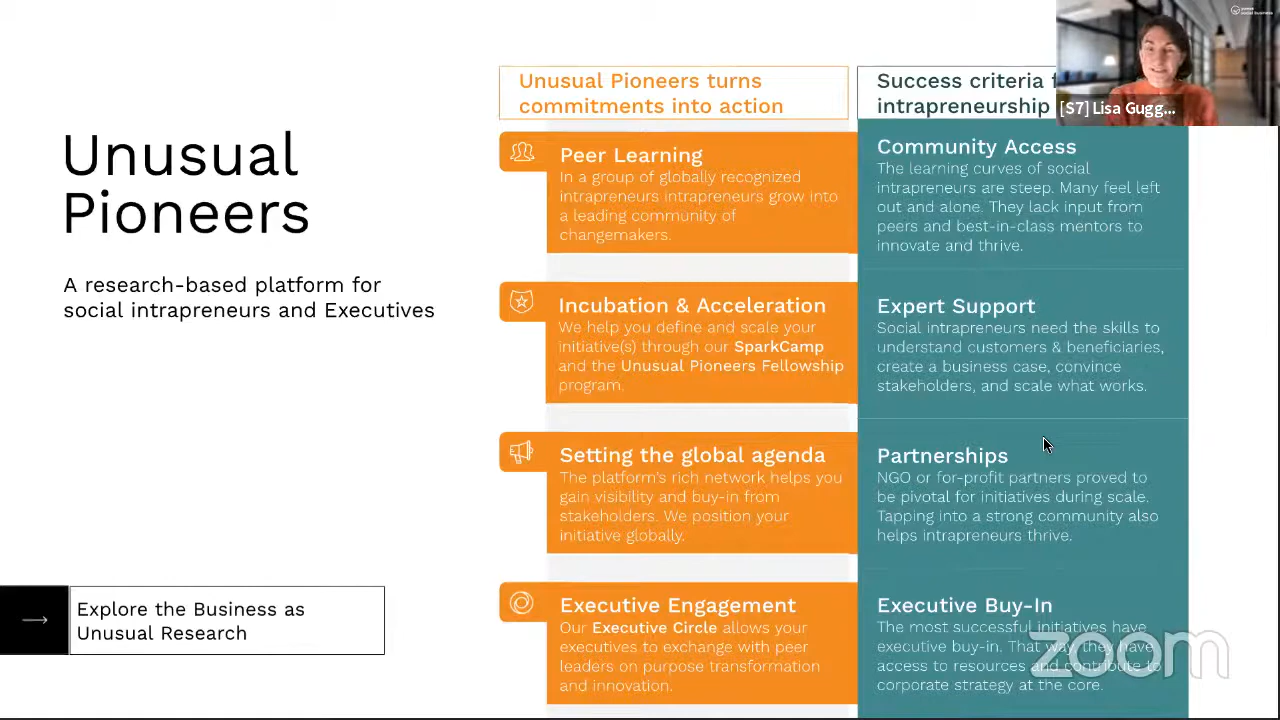 Unusual
Pioneers
A research-based platform for
social intrapreneurs and Executives
Explore the Business as
Unusual Research
Unusual Pioneers turns
commitments into action
Peer Learning
In a group of globally recognized
intrapreneurs intrapreneurs grow into
a leading community of
changemakers.
Incubation & Acceleration
We help you define and scale your
initiative(s) through our SparkCamp
and the Unusual Pioneers Fellowship
program.
Setting the global agenda
The platform's rich network helps you
gain visibility and buy-in from
stakeholders. We position your
initiative globally.
Executive Engagement
Our Executive Circle allows your
executives to exchange with peer
leaders on purpose transformation
and innovation.
Success criteria
intrapreneurship
Community Access
The learning curves of social
intrapreneurs are steep. Many feel left
out and alone. They lack input from
peers and best-in-class mentors to
innovate and thrive.
Expert Support
Social intrapreneurs need the skills to
understand customers & beneficiaries,
create a business case, convince
stakeholders, and scale what works.
Partnerships
NGO or for-profit partners proved to
be pivotal for initiatives during scale.
Tapping into a strong community also
helps intrapreneurs thrive.
Executive Buy-In
The most successful initiatives have
executive buy-in. That way they have
access to resources and contribute to
corporate strategy at the core.
[S7] Lisa Gugg...
social business
zoom